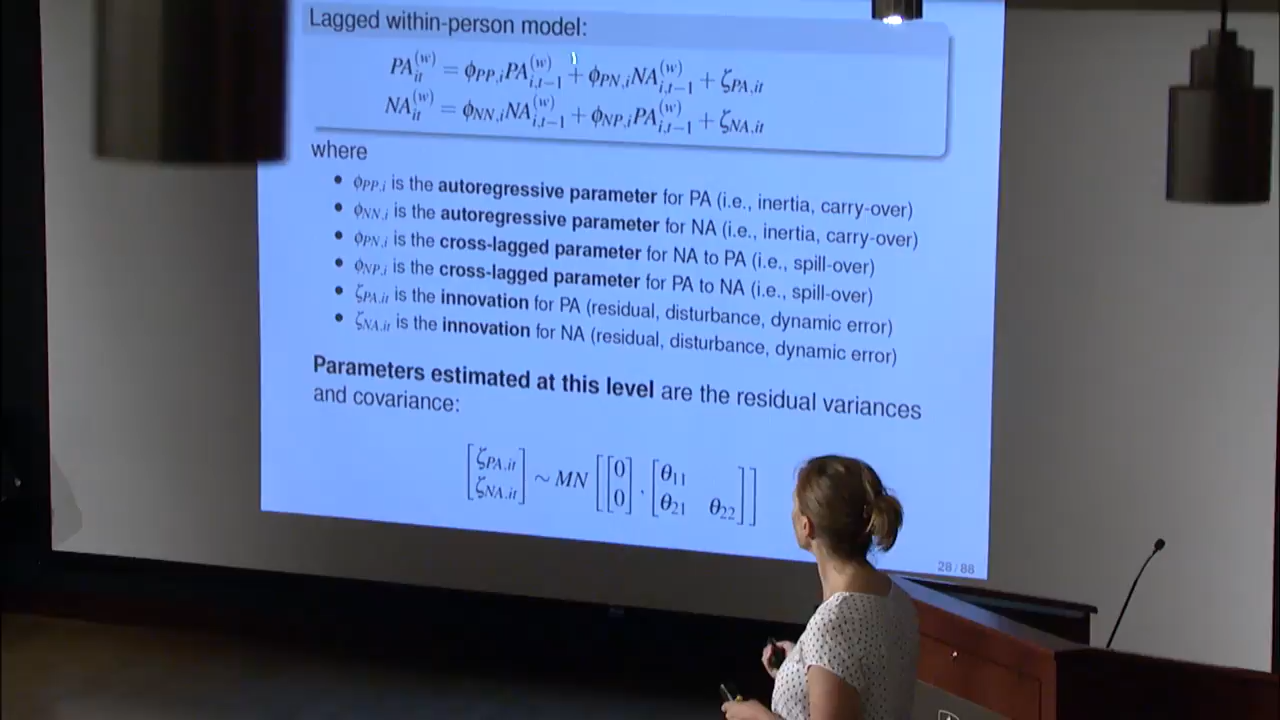 Lagged within-person model:
PA_{it}^{(w)} = ϕ_{PP,i}PA_{i,t−1}^{(w)} + ϕ_{PN,i}NA_{i,t−1}^{(w)} + ζ_{PA,it}
NA_{it}^{(w)} = ϕ_{NN,i}NA_{i,t−1}^{(w)} + ϕ_{NP,i}PA_{i,t−1}^{(w)} + ζ_{NA,it}
where
• ϕ_{PP,i} is the autoregressive parameter for PA (i.e., inertia, carry-over)
• ϕ_{NN,i} is the autoregressive parameter for NA (i.e., inertia, carry-over)
• ϕ_{PN,i} is the cross-lagged parameter for NA to PA (i.e., spill-over)
• ϕ_{NP,i} is the cross-lagged parameter for PA to NA (i.e., spill-over)
• ζ_{PA,it} is the innovation for PA (residual, disturbance, dynamic error)
• ζ_{NA,it} is the innovation for NA (residual, disturbance, dynamic error)
Parameters estimated at this level are the residual variances
and covariance:
[ζ_{PA,it} ζ_{NA,it}] ∼ MN [[0 0], [θ_{11} θ_{21} θ_{22}]]
28 / 88